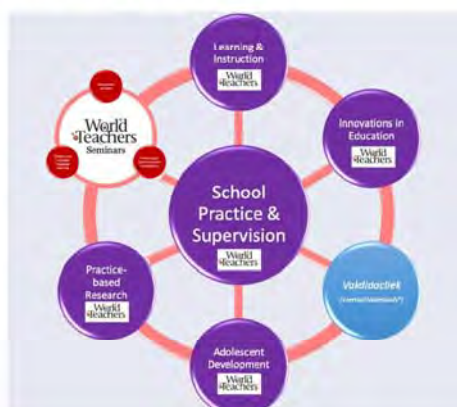 Learning &
Instruction
World
Teachers
World
Teachers
Seminars
Innovations in
Education
World
Teachers
School
Practice &
Supervision
World
Teachers
Practice-
based
Research
World
Teachers
Vakdidactiek
Adolescent
Development
World
Teachers